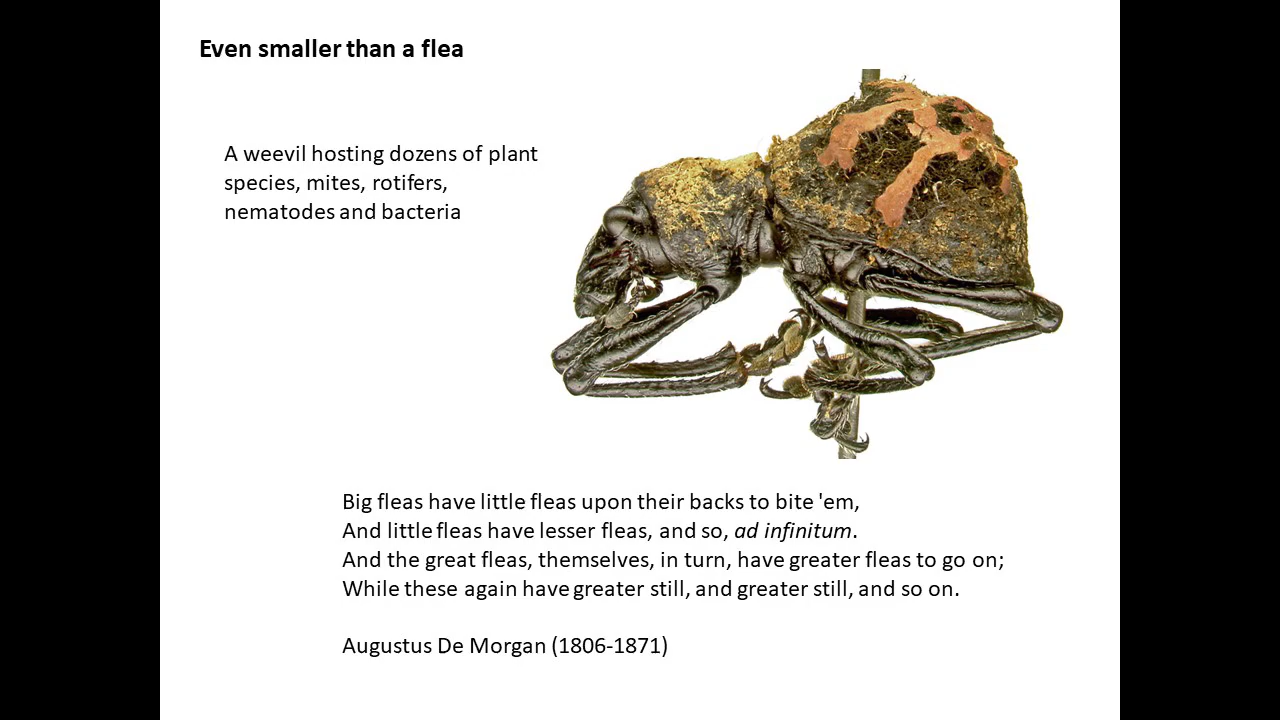 Even smaller than a flea
A weevil hosting dozens of plant
species, mites, rotifers,
nematodes and bacteria
Big fleas have little fleas upon their backs to bite 'em,
And little fleas have lesser fleas, and so, ad infinitum.
And the great fleas, themselves, in turn, have greater fleas to go on;
While these again have greater still, and greater still, and so on.
Augustus De Morgan (1806-1871)